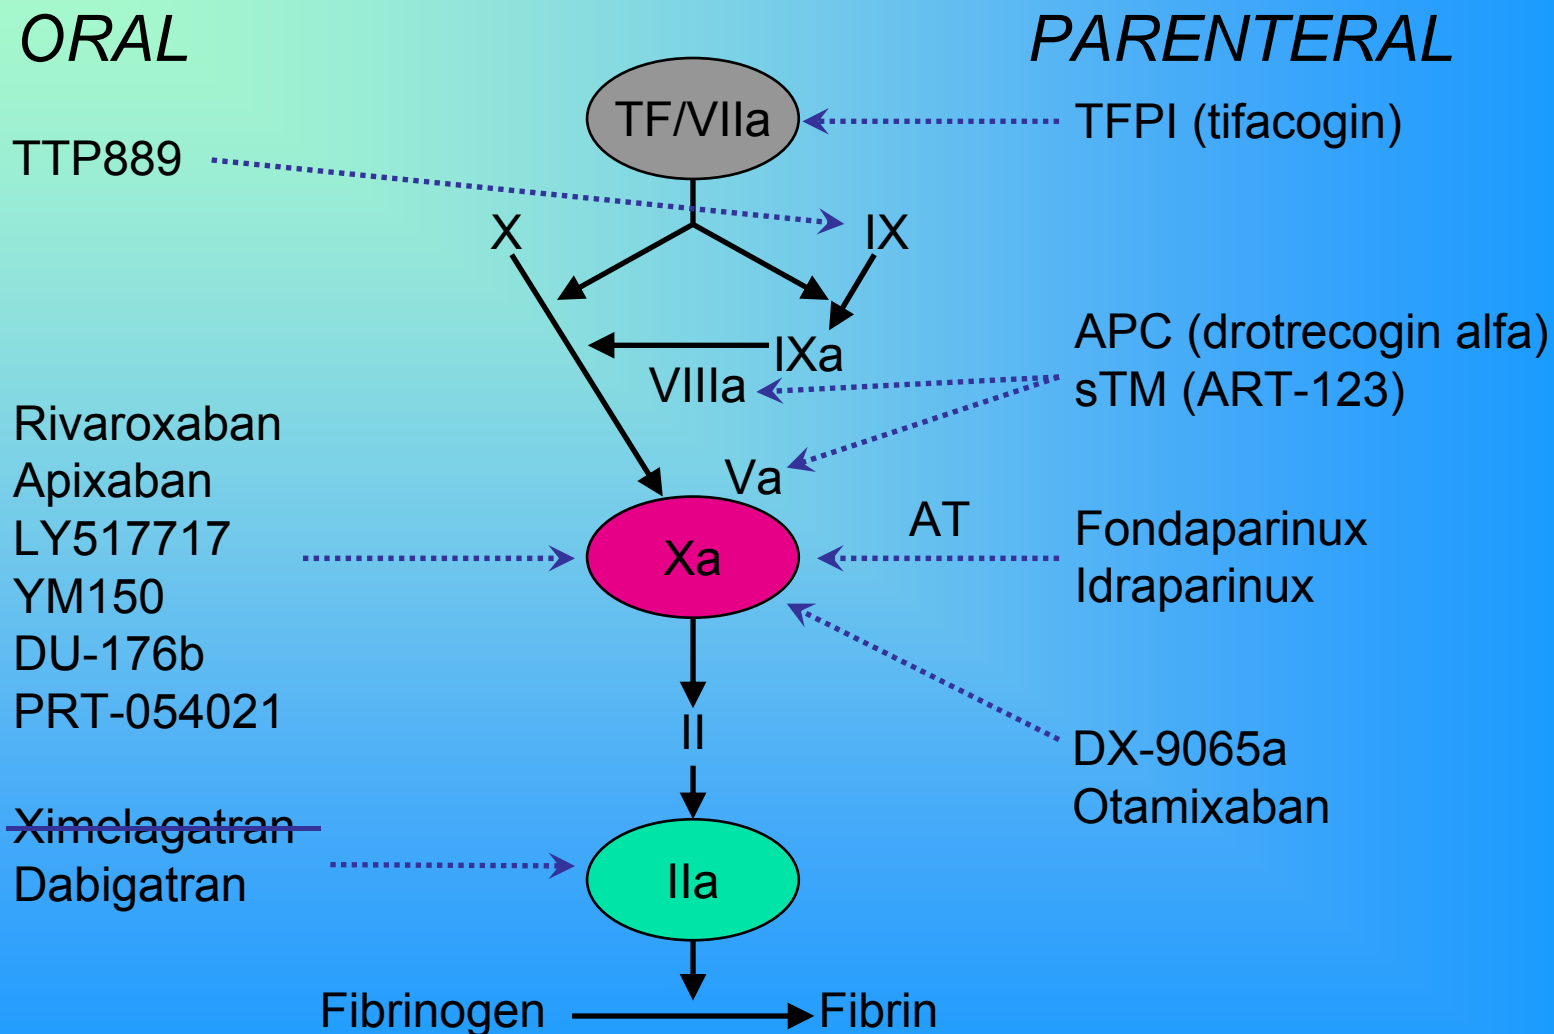 ORAL
PARENTERAL
TF/VIIa
TFPI (tifacogin)
TTP889
X
IX
IXa
VIIIa
APC (drotrecogin alfa)
sTM (ART-123)
Rivaroxaban
Apixaban
LY517717
YM150
DU-176b
PRT-054021
Va
Xa
AT
Fondaparinux
Idraparinux
II
DX-9065a
Otamixaban
Ximelagatran
Dabigatran
IIa
Fibrinogen
Fibrin